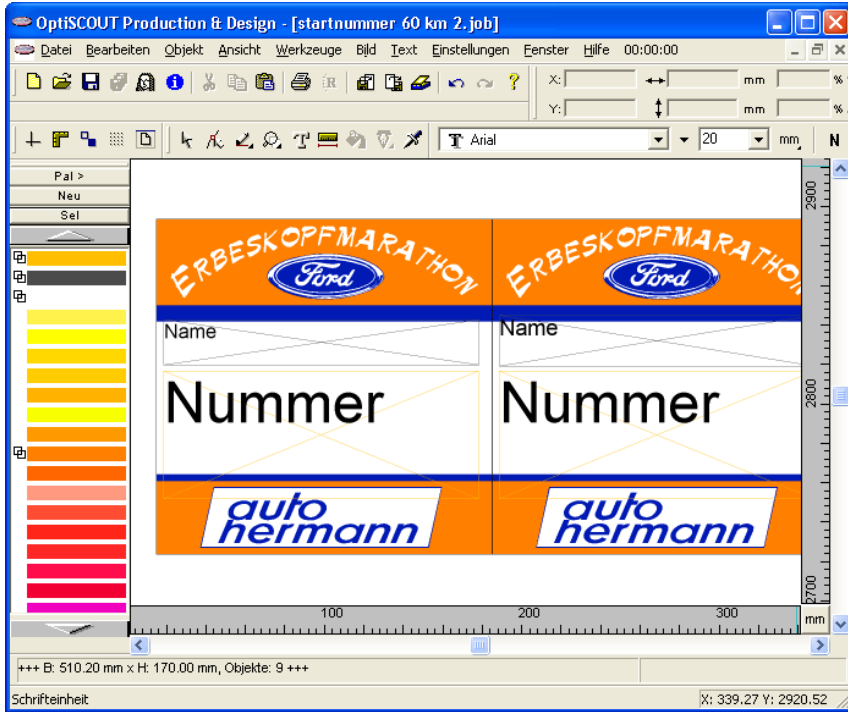 OptiSCOUT Production & Design - [startnummer 60 km 2.job]
Datei Bearbeiten Objekt Ansicht Werkzeuge Bild Text Einstellungen Fenster Hilfe 00:00:00
X: mm %
Y: mm %
Arial 20 mm N
Pal >
Neu
Sel
ERBESKOPFMARATHON ERBESKOPFMARATHON
Ford Ford
Name Name
Nummer Nummer
auto auto
hermann hermann
2900
2800
2700
100 200 300 mm
+++ B: 510.20 mm x H: 170.00 mm, Objekte: 9 +++
Schrifteinheit X: 339.27 Y: 2920.52